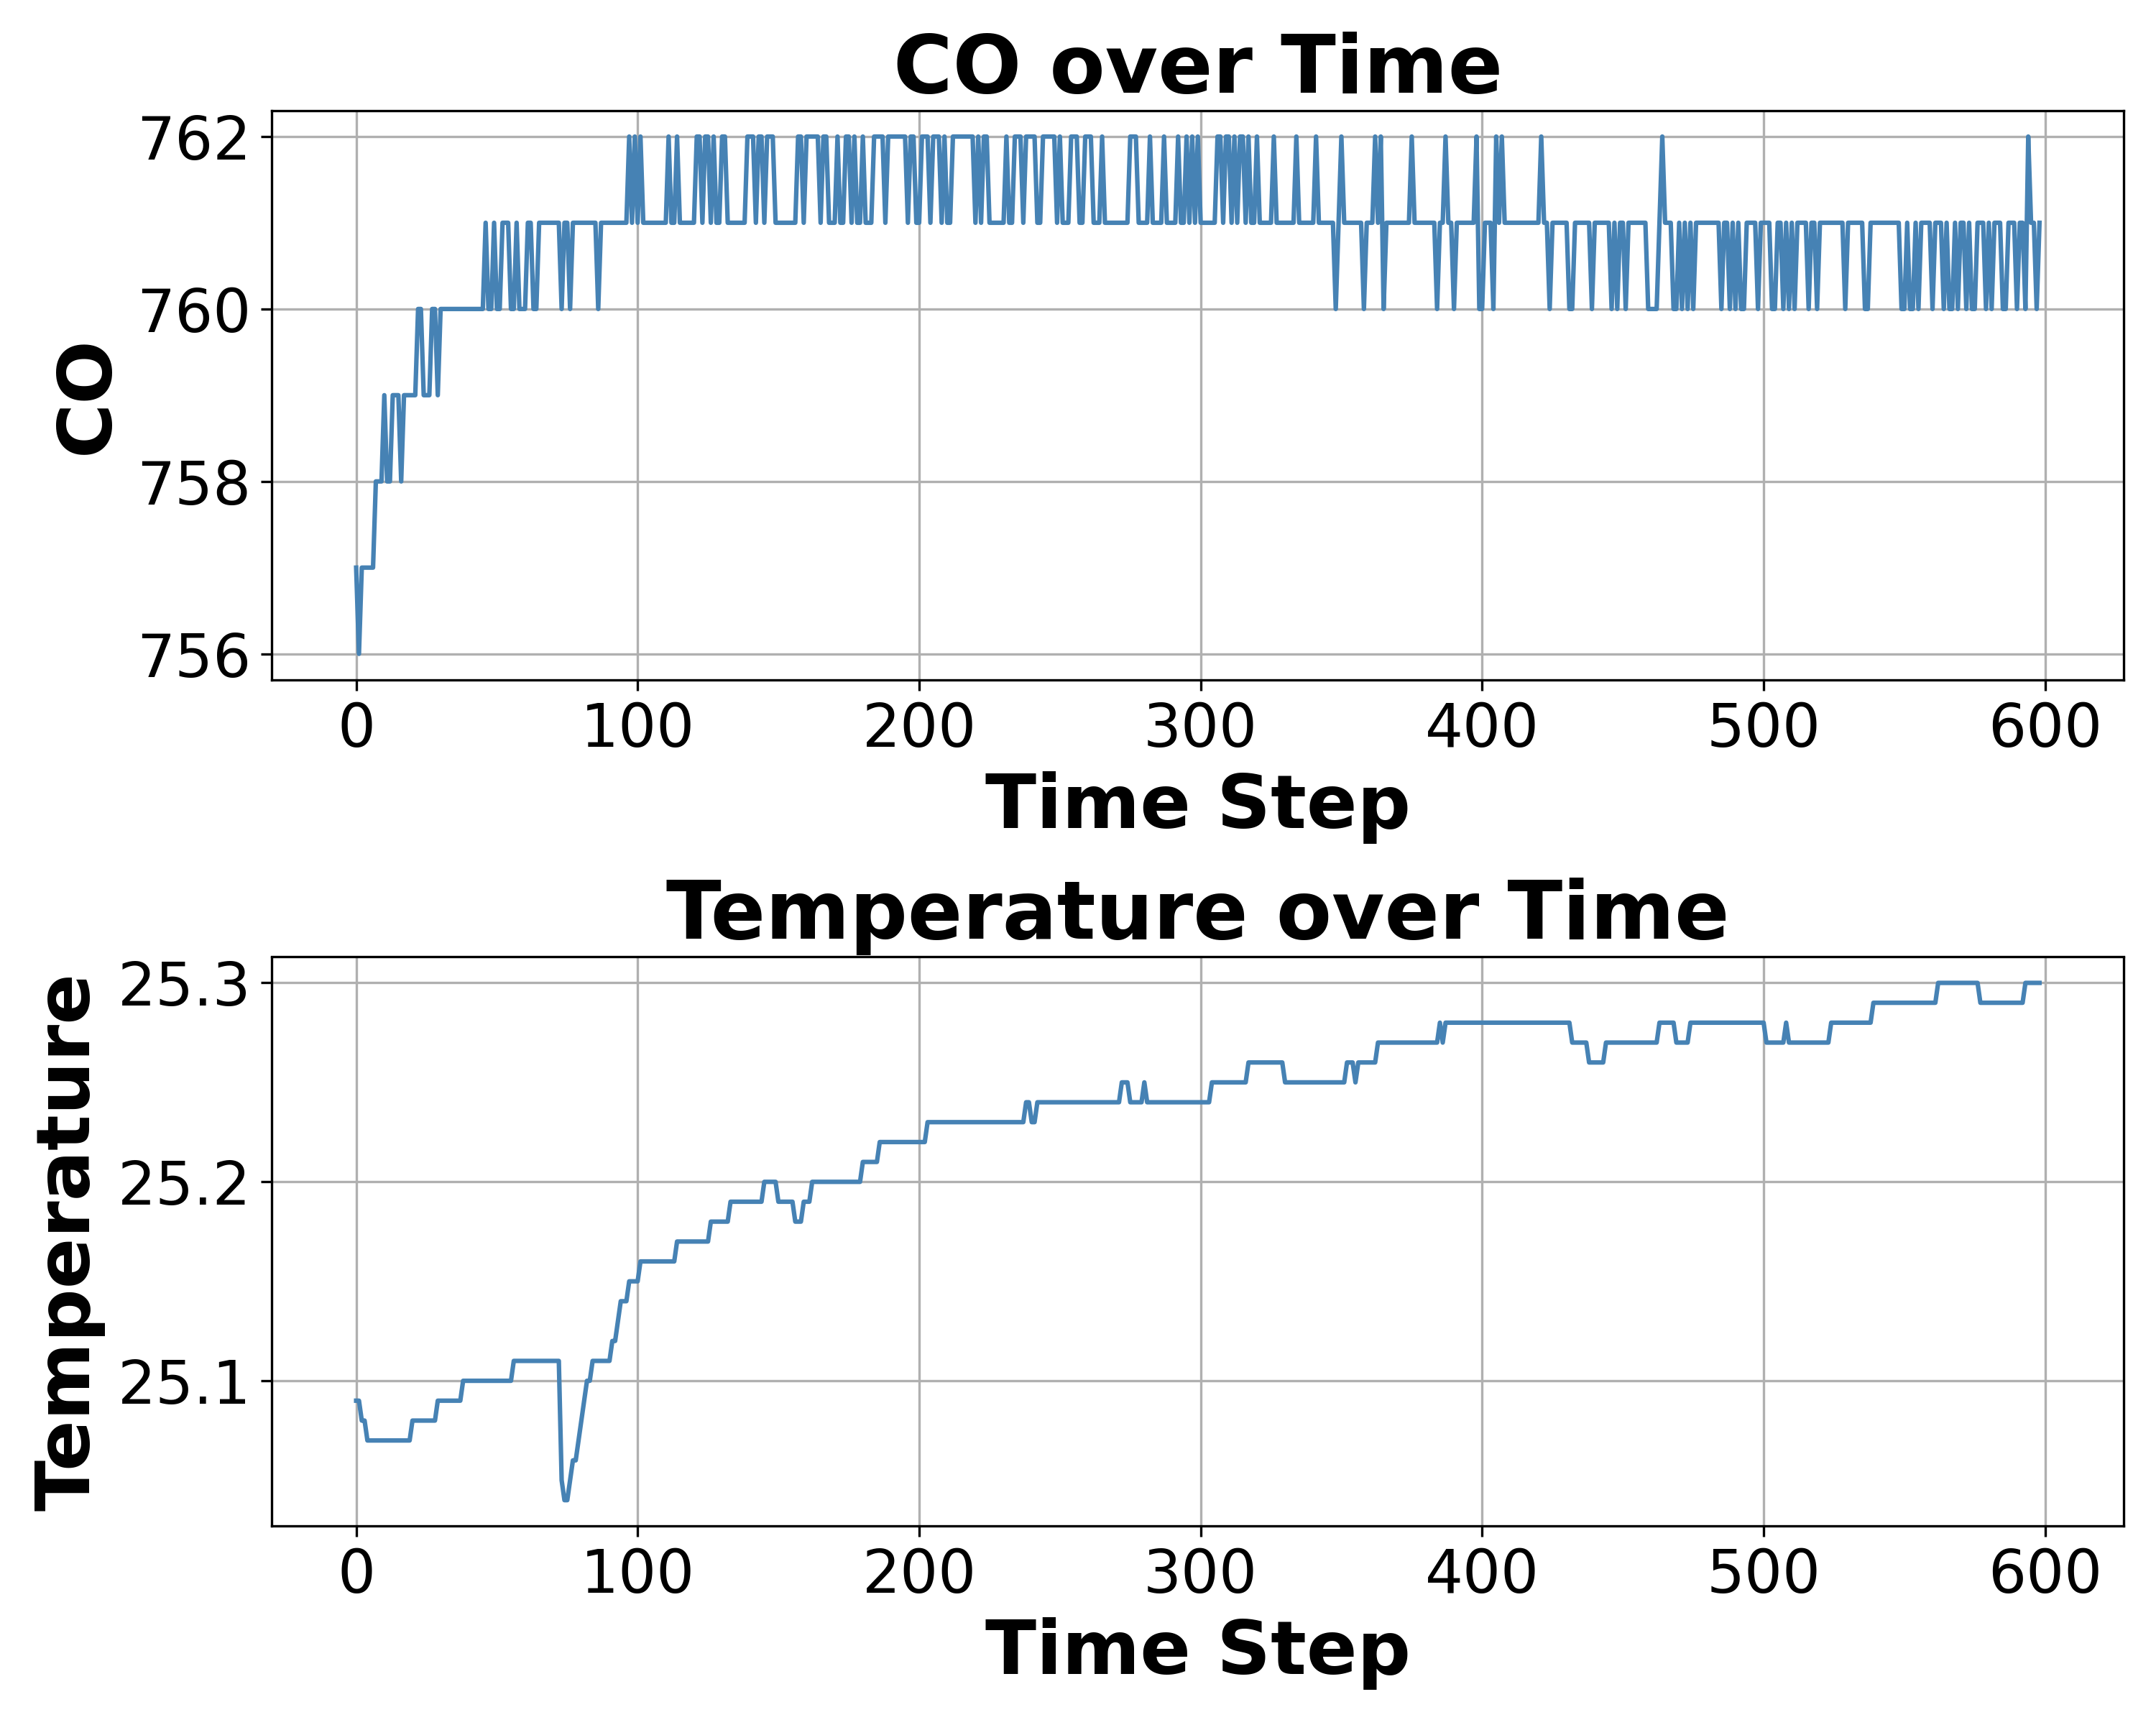 CO over Time
762
760
758
756
CO
0 100 200 300 400 500 600
Time Step
Temperature over Time
25.3
25.2
25.1
Temperature
0 100 200 300 400 500 600
Time Step